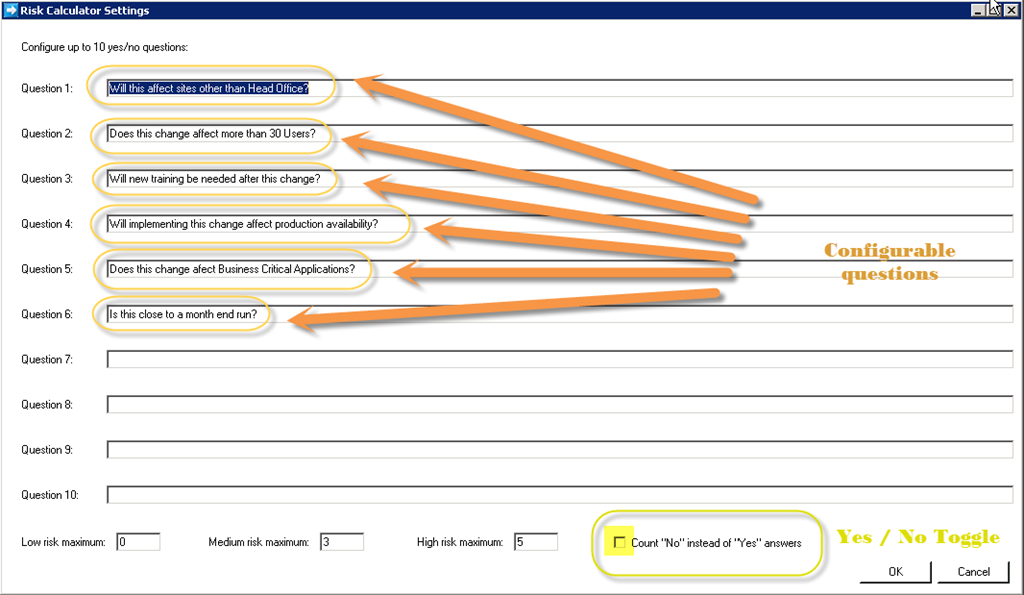 Risk Calculator Settings
Configure up to 10 yes/no questions:
Question 1: Will this affect sites other than Head Office?
Question 2: Does this change affect more than 30 Users?
Question 3: Will new training be needed after this change?
Question 4: Will implementing this change affect production availability?
Configurable
questions
Question 5: Does this change afect Business Critical Applications?
Question 6: Is this close to a month end run?
Question 7:
Question 8:
Question 9:
Question 10:
Low risk maximum: 0 Medium risk maximum: 3 High risk maximum: 5 Count "No" instead of "Yes" answers Yes / No Toggle
OK Cancel